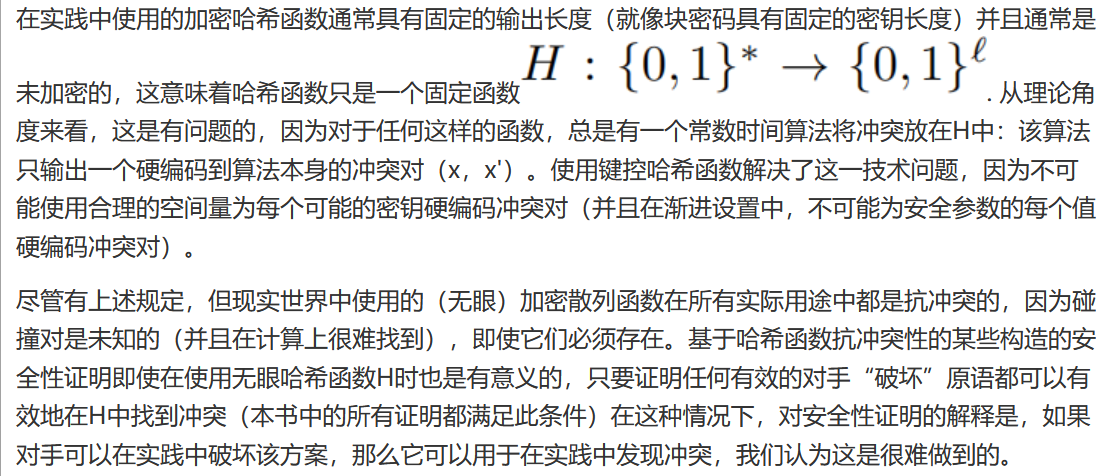 在实践中使用的加密哈希函数通常具有固定的输出长度（就像块密码具有固定的密钥长度）并且通常是
未加密的，这意味着哈希函数只是一个固定函数H : {0, 1}* → {0, 1}^ℓ. 从理论角
度来看，这是有问题的，因为对于任何这样的函数，总是有一个常数时间算法将冲突放在H中：该算法
只输出一个硬编码到算法本身的冲突对（x，x'）。使用键控哈希函数解决了这一技术问题，因为不可
能使用合理的空间量为每个可能的密钥硬编码冲突对（并且在渐进设置中，不可能为安全参数的每个值
硬编码冲突对）。
尽管有上述规定，但现实世界中使用的（无眼）加密散列函数在所有实际用途中都是抗冲突的，因为碰
撞对是未知的（并且在计算上很难找到），即使它们必须存在。基于哈希函数抗冲突性的某些构造的安
全性证明即使在使用无眼哈希函数H时也是有意义的，只要证明任何有效的对手“破坏”原语都可以有
效地在H中找到冲突（本书中的所有证明都满足此条件）在这种情况下，对安全性证明的解释是，如果
对手可以在实践中破坏该方案，那么它可以用于在实践中发现冲突，我们认为这是很难做到的。